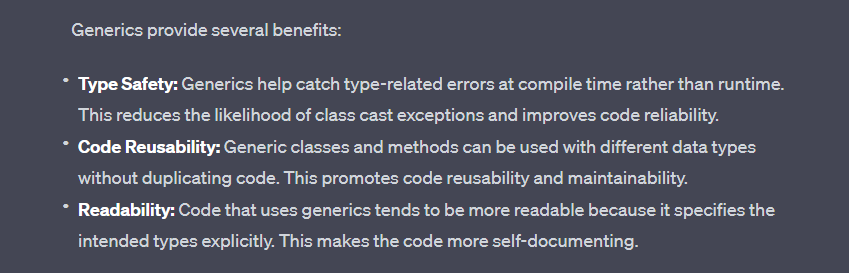 Generics provide several benefits:
• Type Safety: Generics help catch type-related errors at compile time rather than runtime.
This reduces the likelihood of class cast exceptions and improves code reliability.
• Code Reusability: Generic classes and methods can be used with different data types
without duplicating code. This promotes code reusability and maintainability.
• Readability: Code that uses generics tends to be more readable because it specifies the
intended types explicitly. This makes the code more self-documenting.